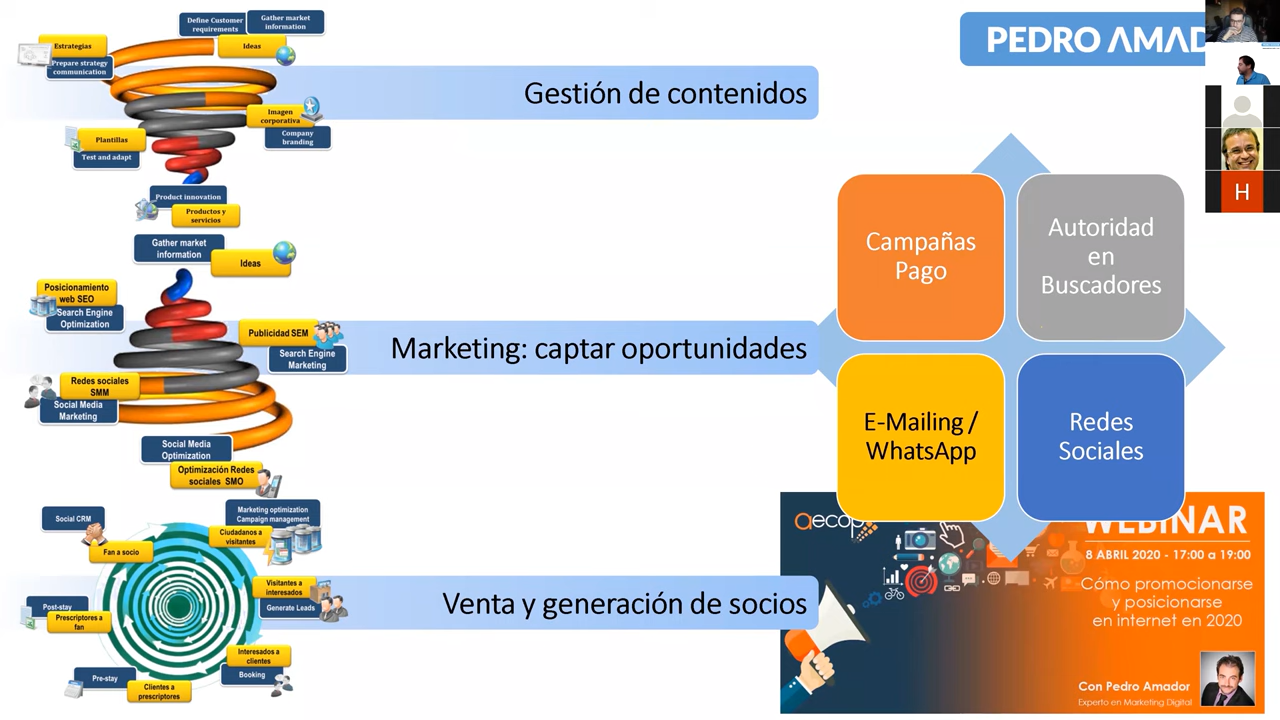 Define Customer
requirements
Gather market
information
Estrategias
Ideas
Prepare strategy
communication
Imagen
corporativa
Company
branding
Plantillas
Test and adapt
Product innovation
Productos y
servicios
Gestión de contenidos
PEDRO AMAD
H
Gather market
information
Ideas
Posicionamiento
web SEO
Search Engine
Optimization
Publicidad SEM
Search Engine
Marketing
Redes sociales
SMM
Social Media
Marketing
Social Media
Optimización
Optimización Redes
sociales SMO
Marketing: captar oportunidades
Campañas
Pago
Autoridad
en
Buscadores
E-Mailing /
WhatsApp
Redes
Sociales
Social CRM
Fan a socio
Marketing optimization
Campaign management
Ciudadanos a
visitantes
Visitantes a
interesados
Generate Leads
Interesados a
clientes
Booking
Clientes a
prescriptores
Pre-stay
Post-stay
Prescriptores a
fan
Venta y generación de socios
aecop
WEBINAR
8 ABRIL 2020 - 17:00 a 19:00
Cómo promocionarse
y posicionarse
en internet en 2020
Con Pedro Amador
Experto en Marketing Digital